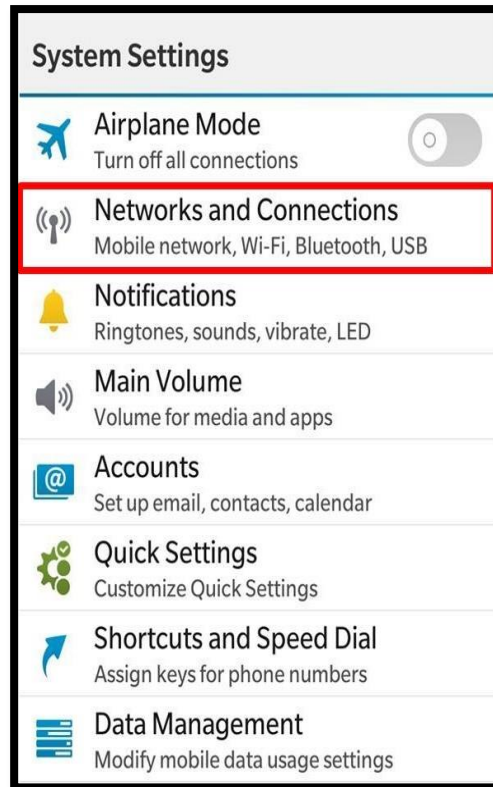 System Settings
Airplane Mode
Turn off all connections
Networks and Connections
Mobile network, Wi-Fi, Bluetooth, USB
Notifications
Ringtones, sounds, vibrate, LED
Main Volume
Volume for media and apps
@ Accounts
Set up email, contacts, calendar
Quick Settings
Customize Quick Settings
Shortcuts and Speed Dial
Assign keys for phone numbers
Data Management
Modify mobile data usage settings